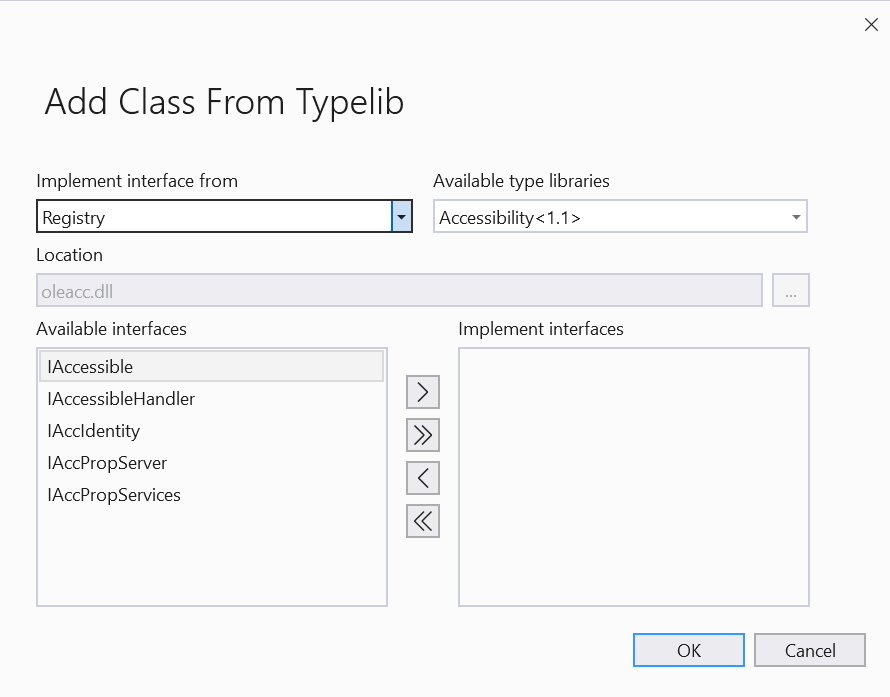 Add Class From Typelib
Implement interface from
Available type libraries
Registry
Accessibility<1.1>
Location
oleacc.dll
...
Available interfaces
Implement interfaces
IAccessible
IAccessibleHandler
IAccIdentity
IAccPropServer
IAccPropServices
OK
Cancel